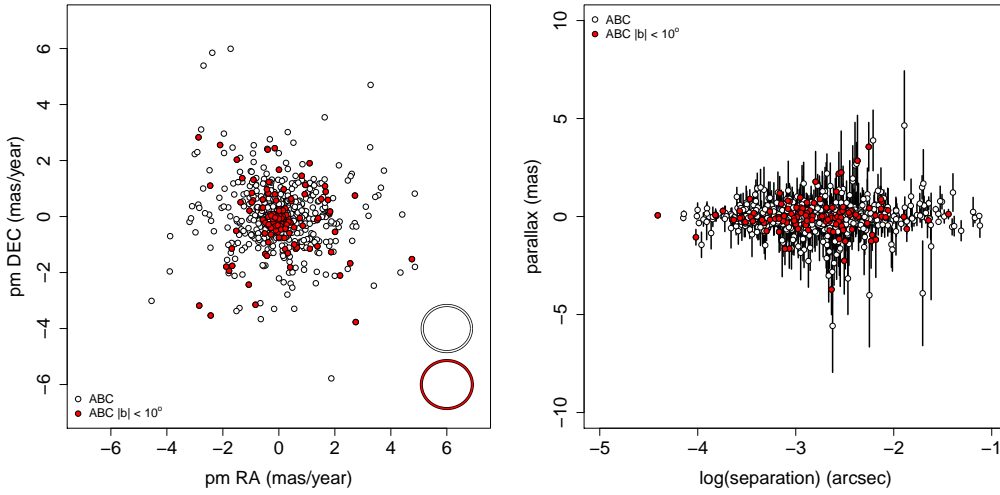 6
4
2
0
−2
−4
−6
pm DEC (mas/year)
ABC
ABC |b| < 10°
−6 −4 −2 0 2 4 6
pm RA (mas/year)
ABC
ABC |b| < 10°
10
5
0
−5
−10
parallax (mas)
−5 −4 −3 −2 −1
log(separation) (arcsec)